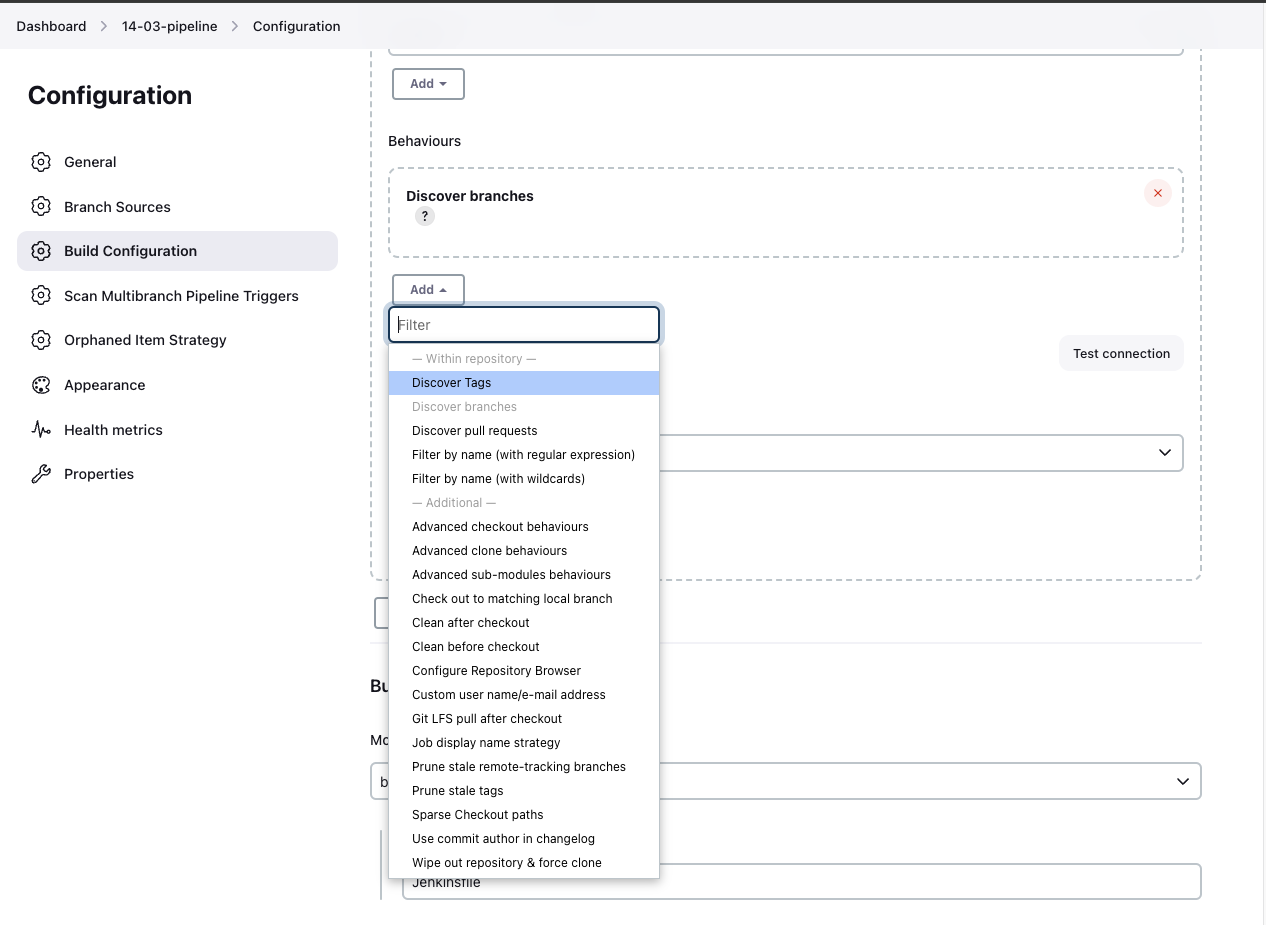 Dashboard > 14-03-pipeline > Configuration
Configuration
General
Branch Sources
Build Configuration
Scan Multibranch Pipeline Triggers
Orphaned Item Strategy
Appearance
Health metrics
Properties
Add
Behaviours
Discover branches
?
Add
Filter
Test connection
— Within repository —
Discover Tags
Discover branches
Discover pull requests
Filter by name (with regular expression)
Filter by name (with wildcards)
— Additional —
Advanced checkout behaviours
Advanced clone behaviours
Advanced sub-modules behaviours
Check out to matching local branch
Clean after checkout
Clean before checkout
Configure Repository Browser
Custom user name/e-mail address
Git LFS pull after checkout
Job display name strategy
Prune stale remote-tracking branches
Prune stale tags
Sparse Checkout paths
Use commit author in changelog
Wipe out repository & force clone
Jenkinsfile